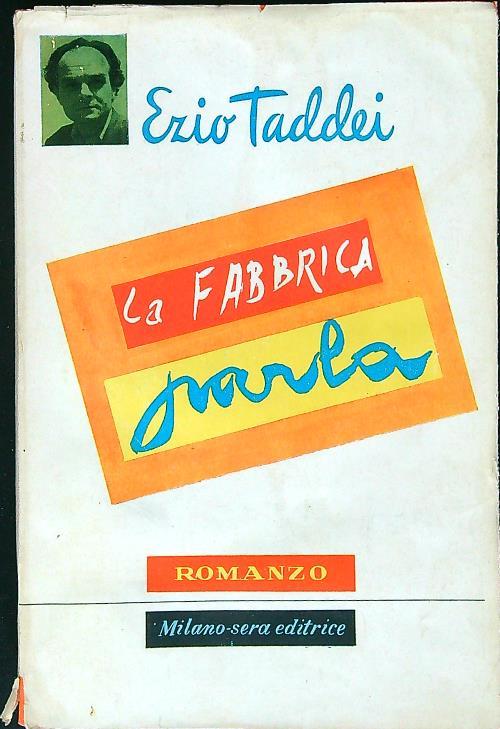 Ezio Taddei
La FABBRICA
parla
ROMANZO
Milano-sera editrice